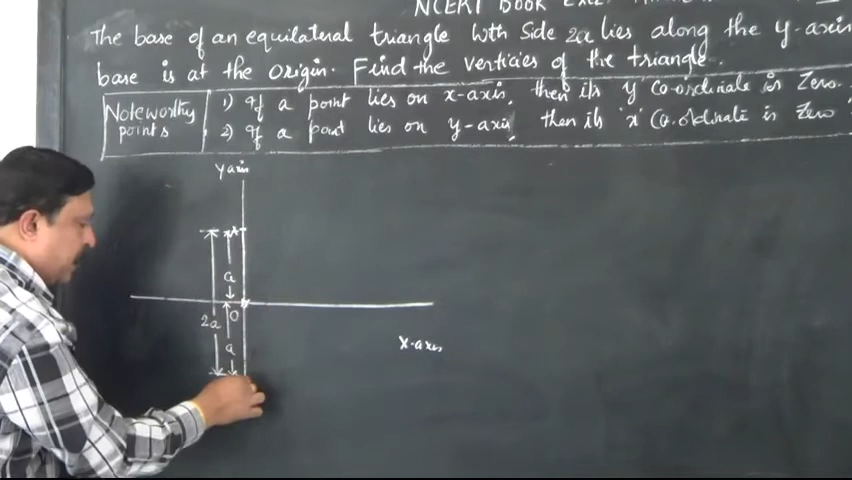 NCERT BOOK
The base of an equilateral triangle with Side 2a lies along the y-axis
base is at the origin. Find the verticies of the triangle.
Noteworthy
points
1) If a point lies on x-axis, then its y co-ordinate is Zero.
2) If a point lies on y-axis, then its 'x' Co.ordinate is Zero
y axis
a
O
2a
a
x-axis